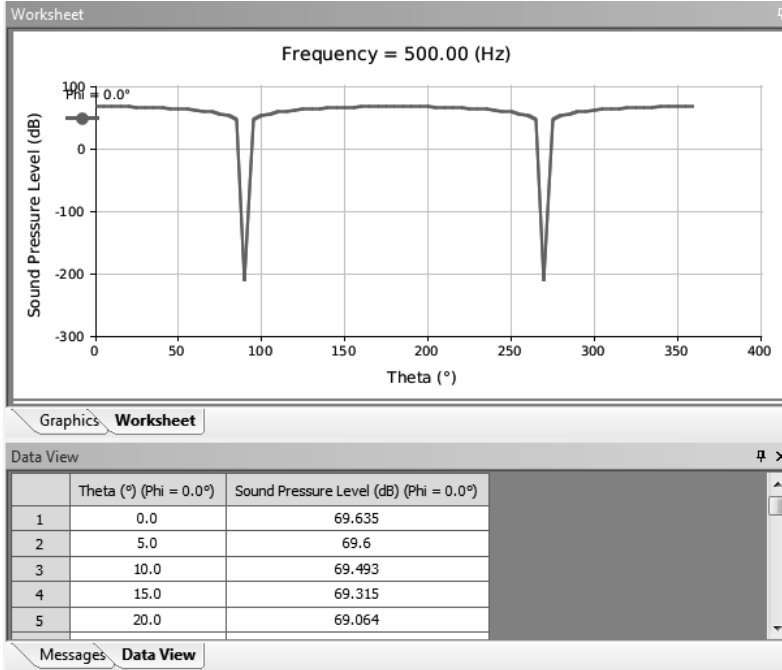 Worksheet
Frequency = 500.00 (Hz)
Phi = 0.0°
Sound Pressure Level (dB)
100
0
-100
-200
-300
0 50 100 150 200 250 300 350 400
Theta (°)
Graphics Worksheet
Data View
Theta (°) (Phi = 0.0°) Sound Pressure Level (dB) (Phi = 0.0°)
1 0.0 69.635
2 5.0 69.6
3 10.0 69.493
4 15.0 69.315
5 20.0 69.064
Messages Data View